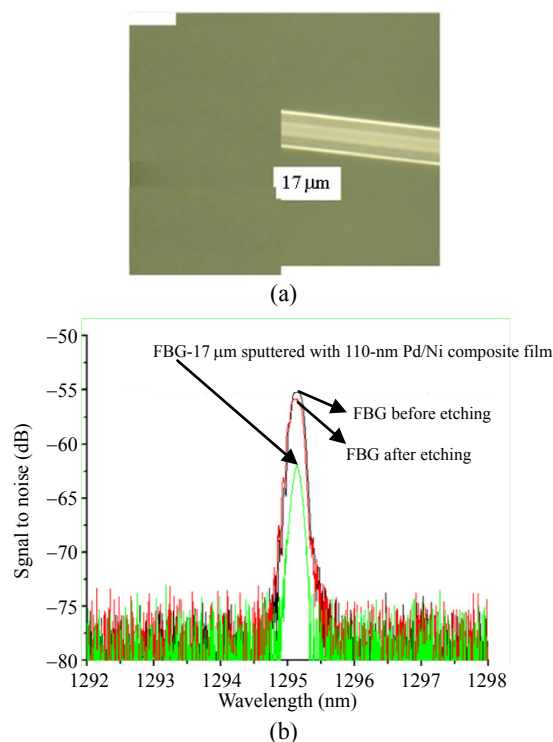 17 μm
(a)
FBG-17 μm sputtered with 110-nm Pd/Ni composite film
FBG before etching
FBG after etching
Sgnal to noise (dB)
−50
−55
−60
−65
−70
−75
−80
1292 1293 1294 1295 1296 1297 1298
Wavelength (nm)
(b)